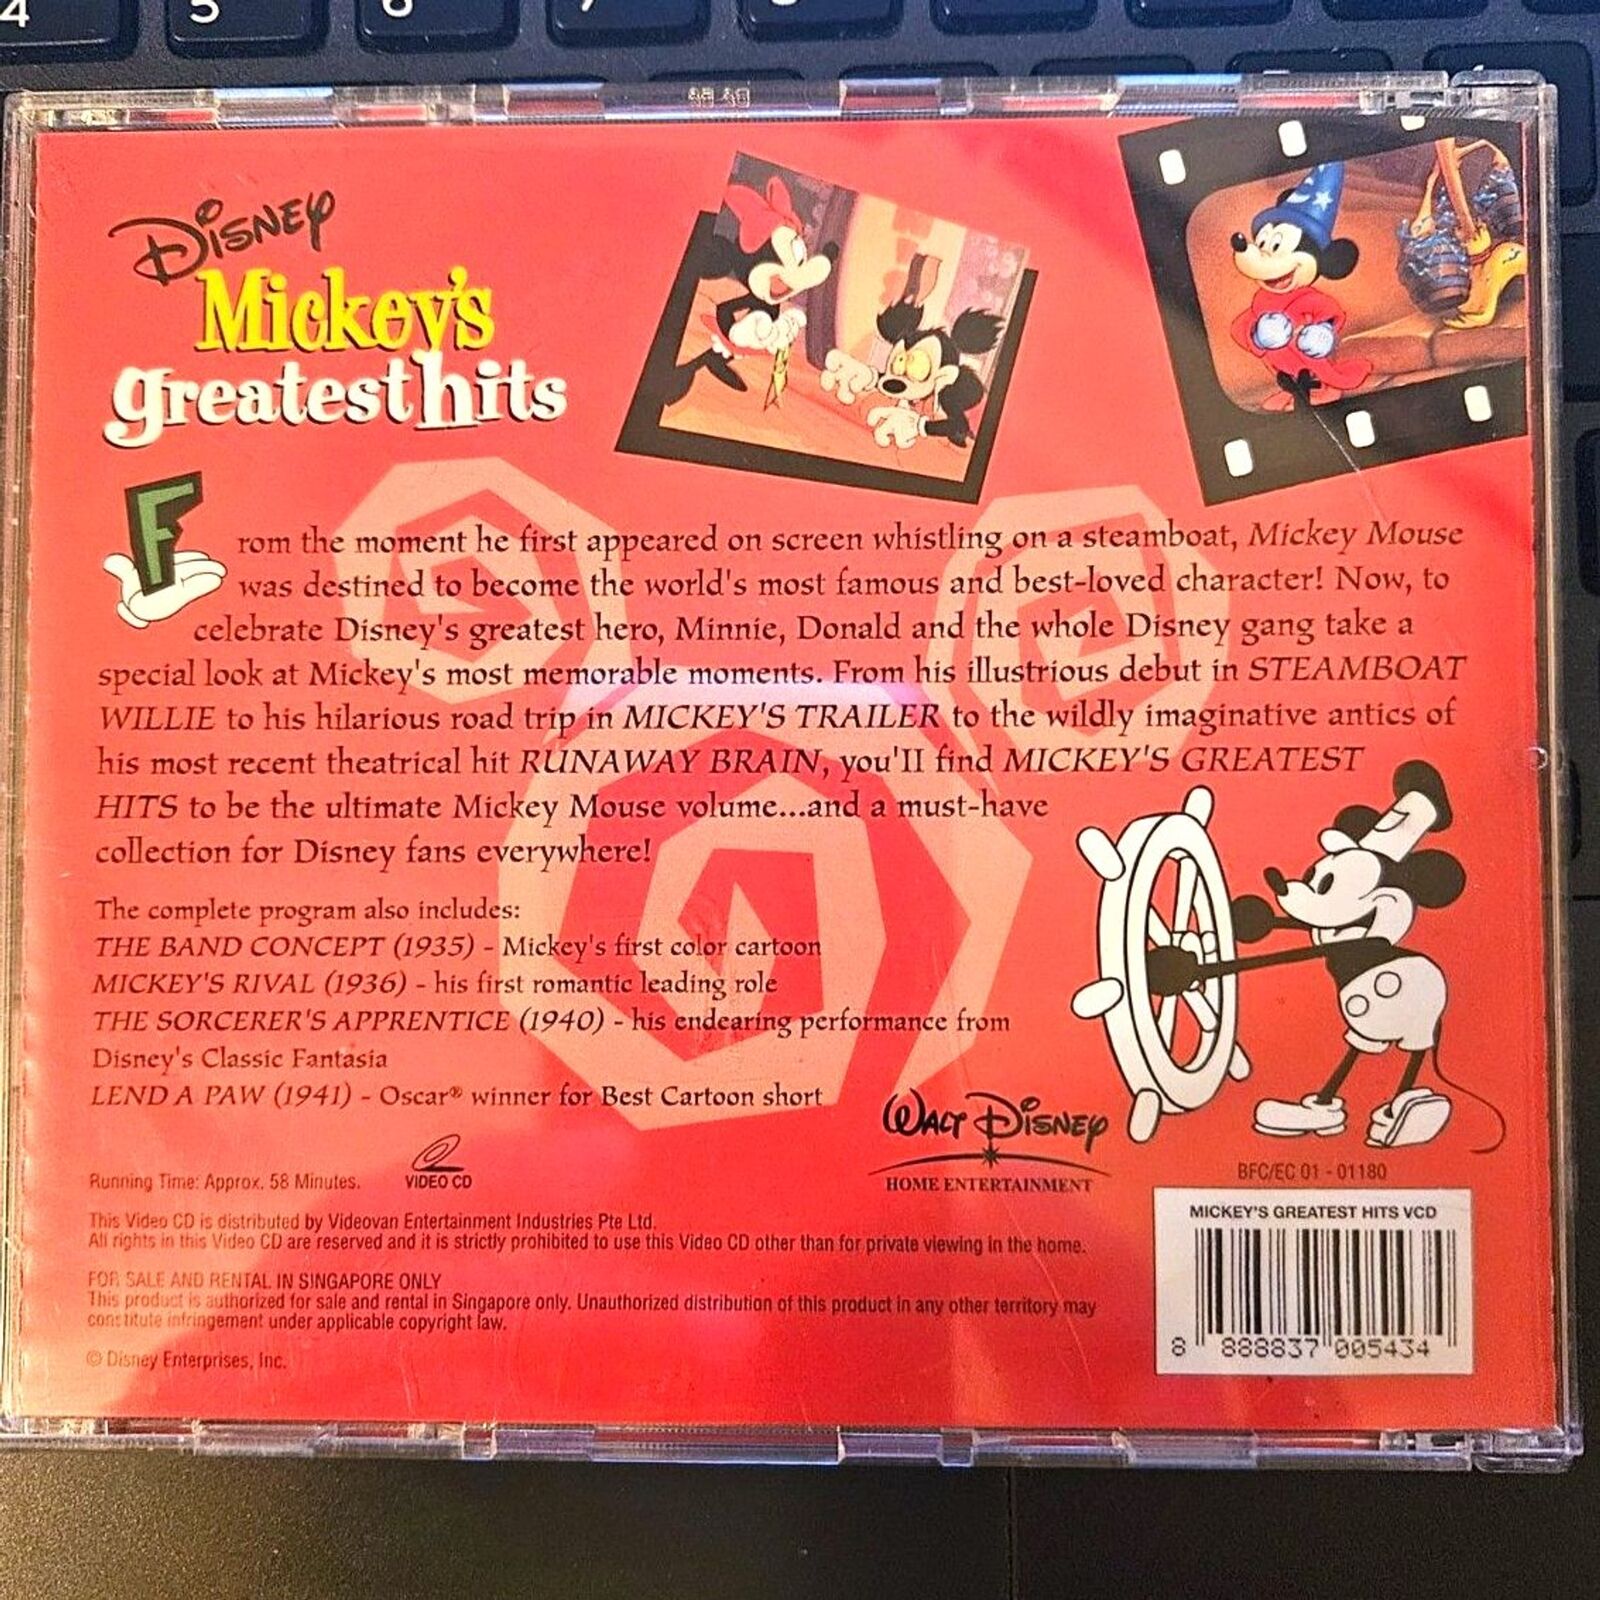 4 5 6 7 8
DISNEY
Mickey's
greatest hits
From the moment he first appeared on screen whistling on a steamboat, Mickey Mouse
was destined to become the world's most famous and best-loved character! Now, to
celebrate Disney's greatest hero, Minnie, Donald and the whole Disney gang take a
special look at Mickey's most memorable moments. From his illustrious debut in STEAMBOAT
WILLIE to his hilarious road trip in MICKEY'S TRAILER to the wildly imaginative antics of
his most recent theatrical hit RUNAWAY BRAIN, you'll find MICKEY'S GREATEST
HITS to be the ultimate Mickey Mouse volume...and a must-have
collection for Disney fans everywhere!
The complete program also includes:
THE BAND CONCEPT (1935) - Mickey's first color cartoon
MICKEY'S RIVAL (1936) - his first romantic leading role
THE SORCERER'S APPRENTICE (1940) - his endearing performance from
Disney's Classic Fantasia
LEND A PAW (1941) - Oscar® winner for Best Cartoon short
WALT DISNEY
HOME ENTERTAINMENT
Running Time: Approx. 58 Minutes.
VIDEO CD
This Video CD is distributed by Videovan Entertainment Industries Pte Ltd.
All rights in this Video CD are reserved and it is strictly prohibited to use this Video CD other than for private viewing in the home.
FOR SALE AND RENTAL IN SINGAPORE ONLY
This product is authorized for sale and rental in Singapore only. Unauthorized distribution of this product in any other territory may
constitute infringement under applicable copyright law.
© Disney Enterprises, Inc.
BFC/EC 01 - 01180
MICKEY'S GREATEST HITS VCD
8 888837 005434